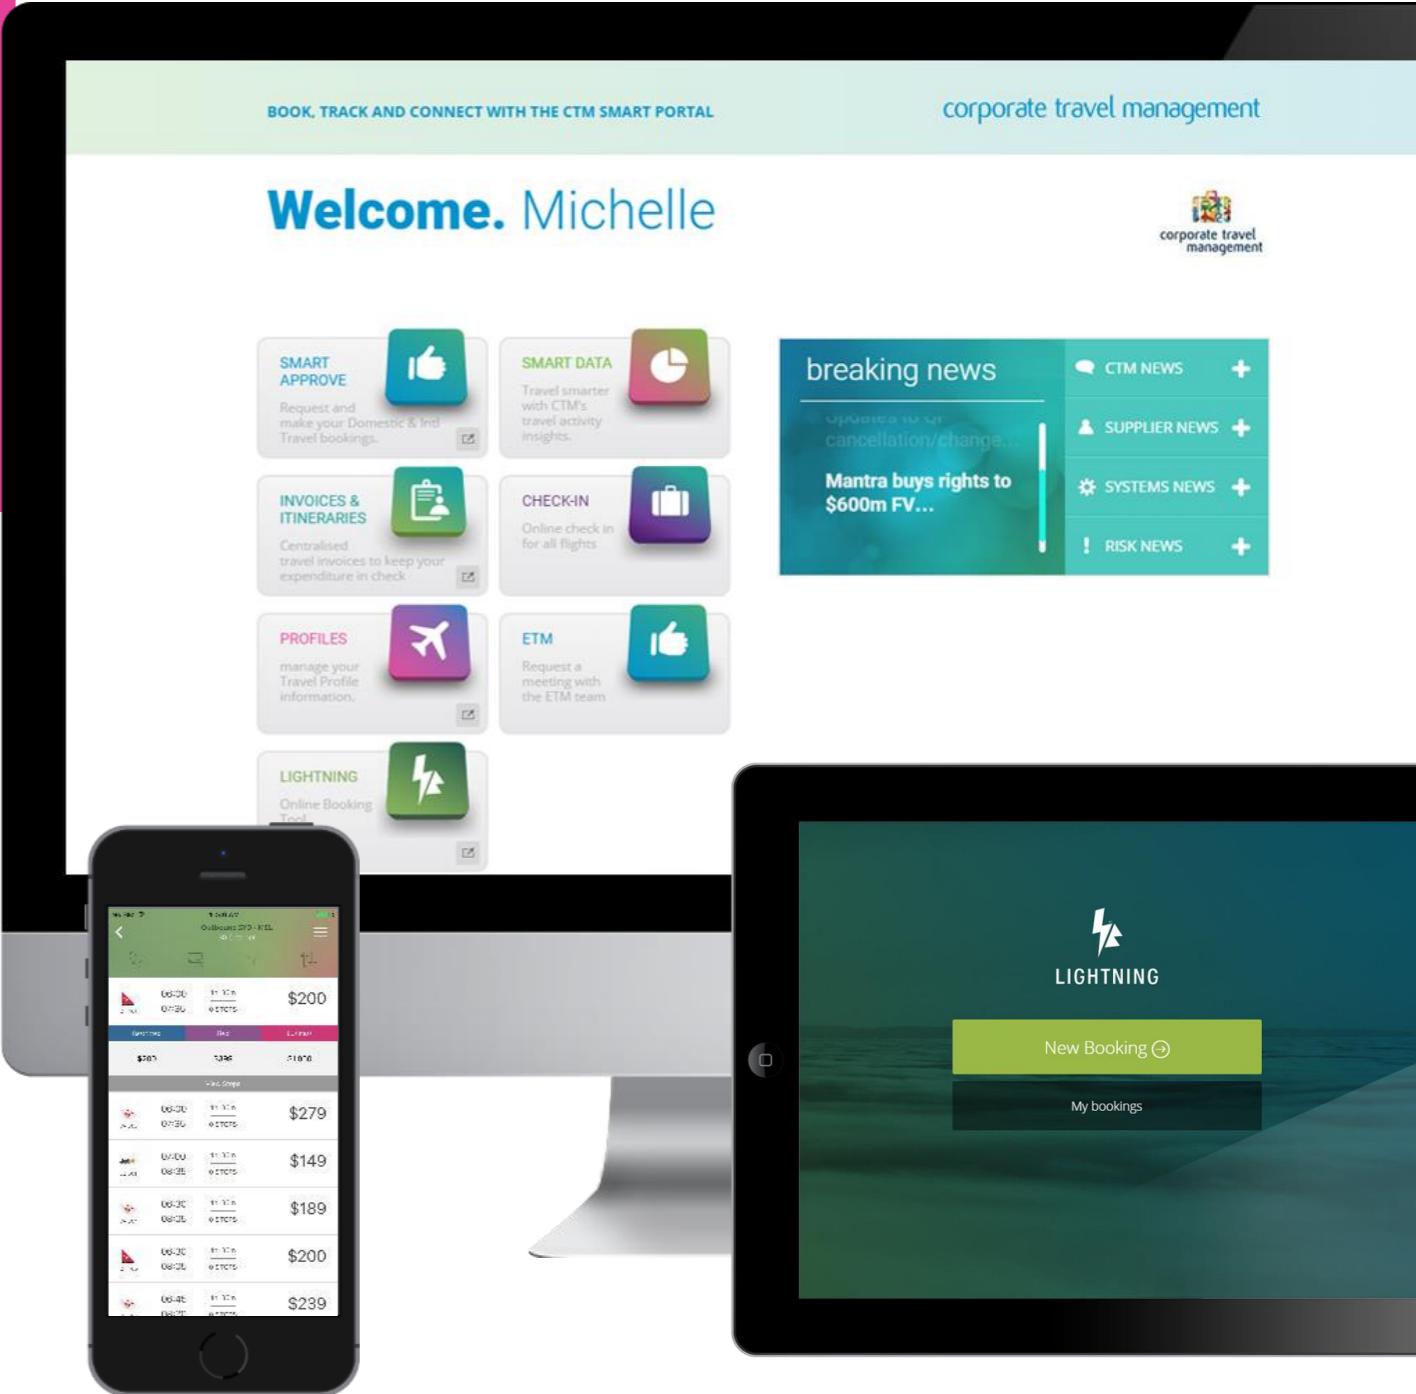 BOOK, TRACK AND CONNECT WITH THE CTM SMART PORTAL
corporate travel management
Welcome. Michelle
corporate travel
management
SMART
APPROVE
Request and
make your Domestic & Intl
Travel bookings.
SMART DATA
Travel smarter
with CTM's
travel activity
insights.
INVOICES &
ITINERARIES
Centralised
travel invoices to keep your
expenditure in check
CHECK-IN
Online check in
for all flights
PROFILES
manage your
Travel Profile
information.
ETM
Request a
meeting with
the ETM team
LIGHTNING
Online Booking
Tool
breaking news
cancellation/change...
Mantra buys rights to
$600m FV...
CTM NEWS
SUPPLIER NEWS
SYSTEMS NEWS
RISK NEWS
$200
$279
$149
$189
$200
$239
LIGHTNING
New Booking
My bookings